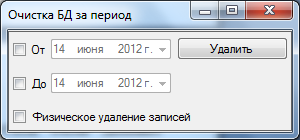 Очистка БД за период
От 14 июня 2012 г. Удалить
До 14 июня 2012 г.
Физическое удаление записей